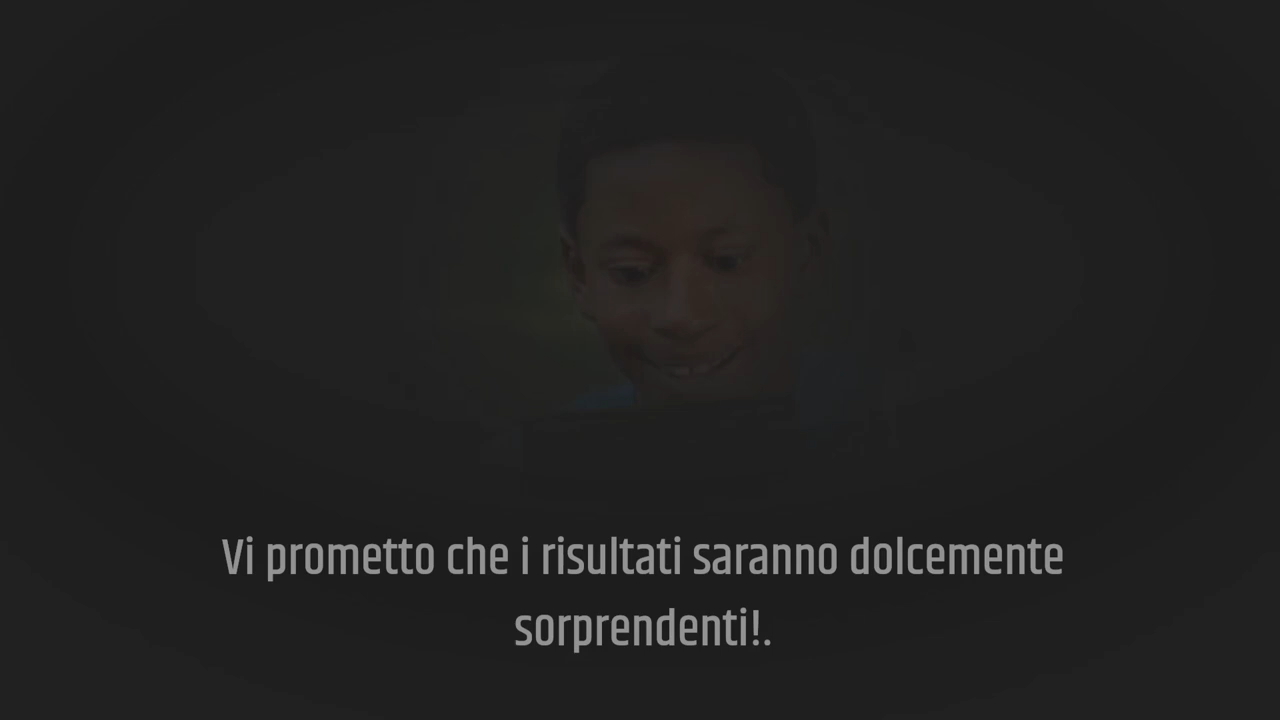 Vi prometto che i risultati saranno dolcemente
sorprendenti!.